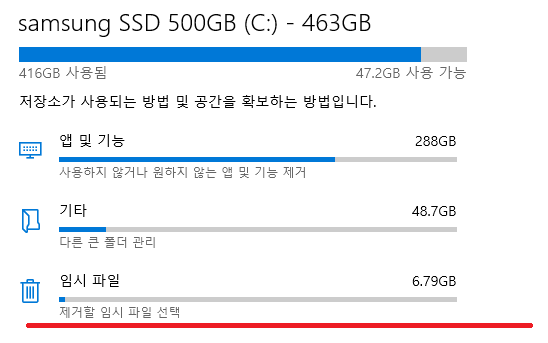 samsung SSD 500GB (C:) - 463GB
416GB 사용됨 47.2GB 사용 가능
저장소가 사용되는 방법 및 공간을 확보하는 방법입니다.
앱 및 기능 288GB
사용하지 않거나 원하지 않는 앱 및 기능 제거
기타 48.7GB
다른 큰 폴더 관리
임시 파일 6.79GB
제거할 임시 파일 선택